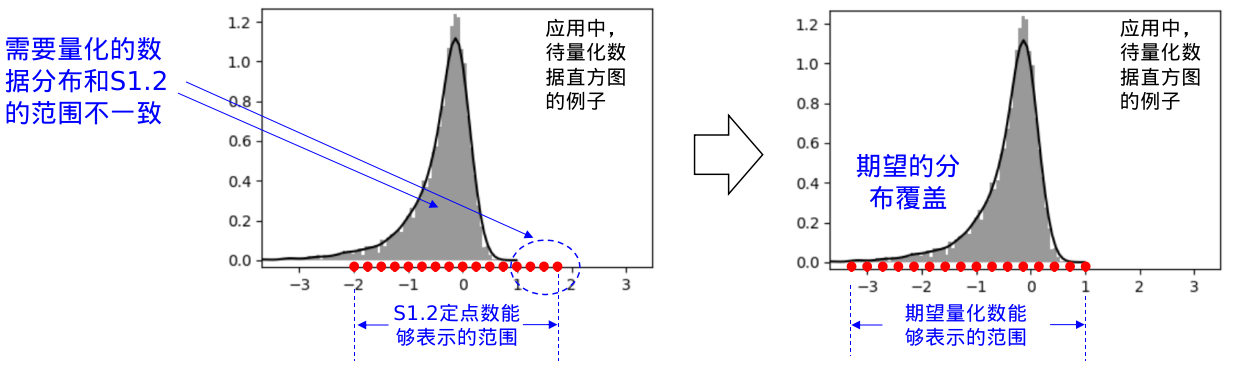 需要量化的数
据分布和S1.2
的范围不一致
1.2
1.0
0.8
0.6
0.4
0.2
0.0
−3
−2
−1
0
1
2
3
应用中，
待量化数
据直方图
的例子
S1.2定点数能
够表示的范围
1.2
1.0
0.8
0.6
0.4
0.2
0.0
−3
−2
−1
0
1
2
3
应用中，
待量化数
据直方图
的例子
期望的分
布覆盖
期望量化数能
够表示的范围